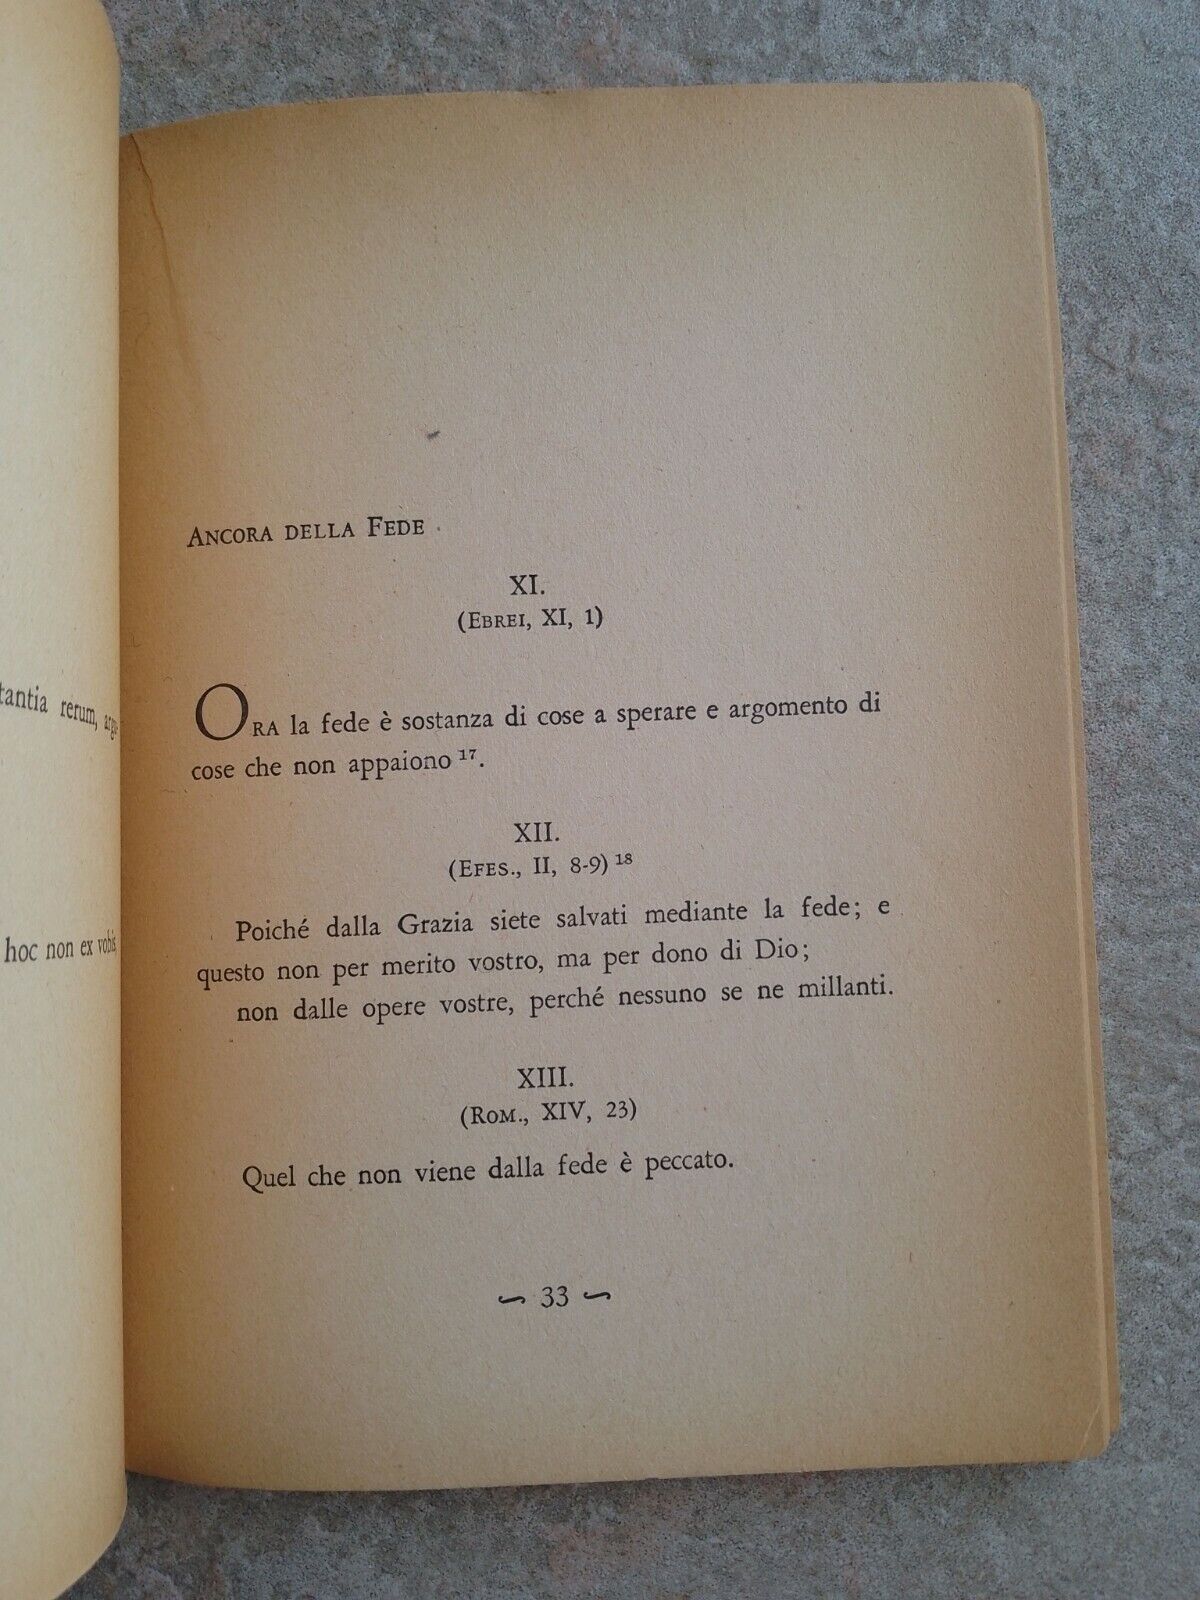 tantia rerum, argu-
hoc non ex vobis,
ANCORA DELLA FEDE
XI.
(EBREI, XI, 1)
ORA la fede è sostanza di cose a sperare e argomento di
cose che non appaiono ¹⁷.
XII.
(EFES., II, 8-9) ¹⁸
Poiché dalla Grazia siete salvati mediante la fede; e
questo non per merito vostro, ma per dono di Dio;
non dalle opere vostre, perché nessuno se ne millanti.
XIII.
(ROM., XIV, 23)
Quel che non viene dalla fede è peccato.
33